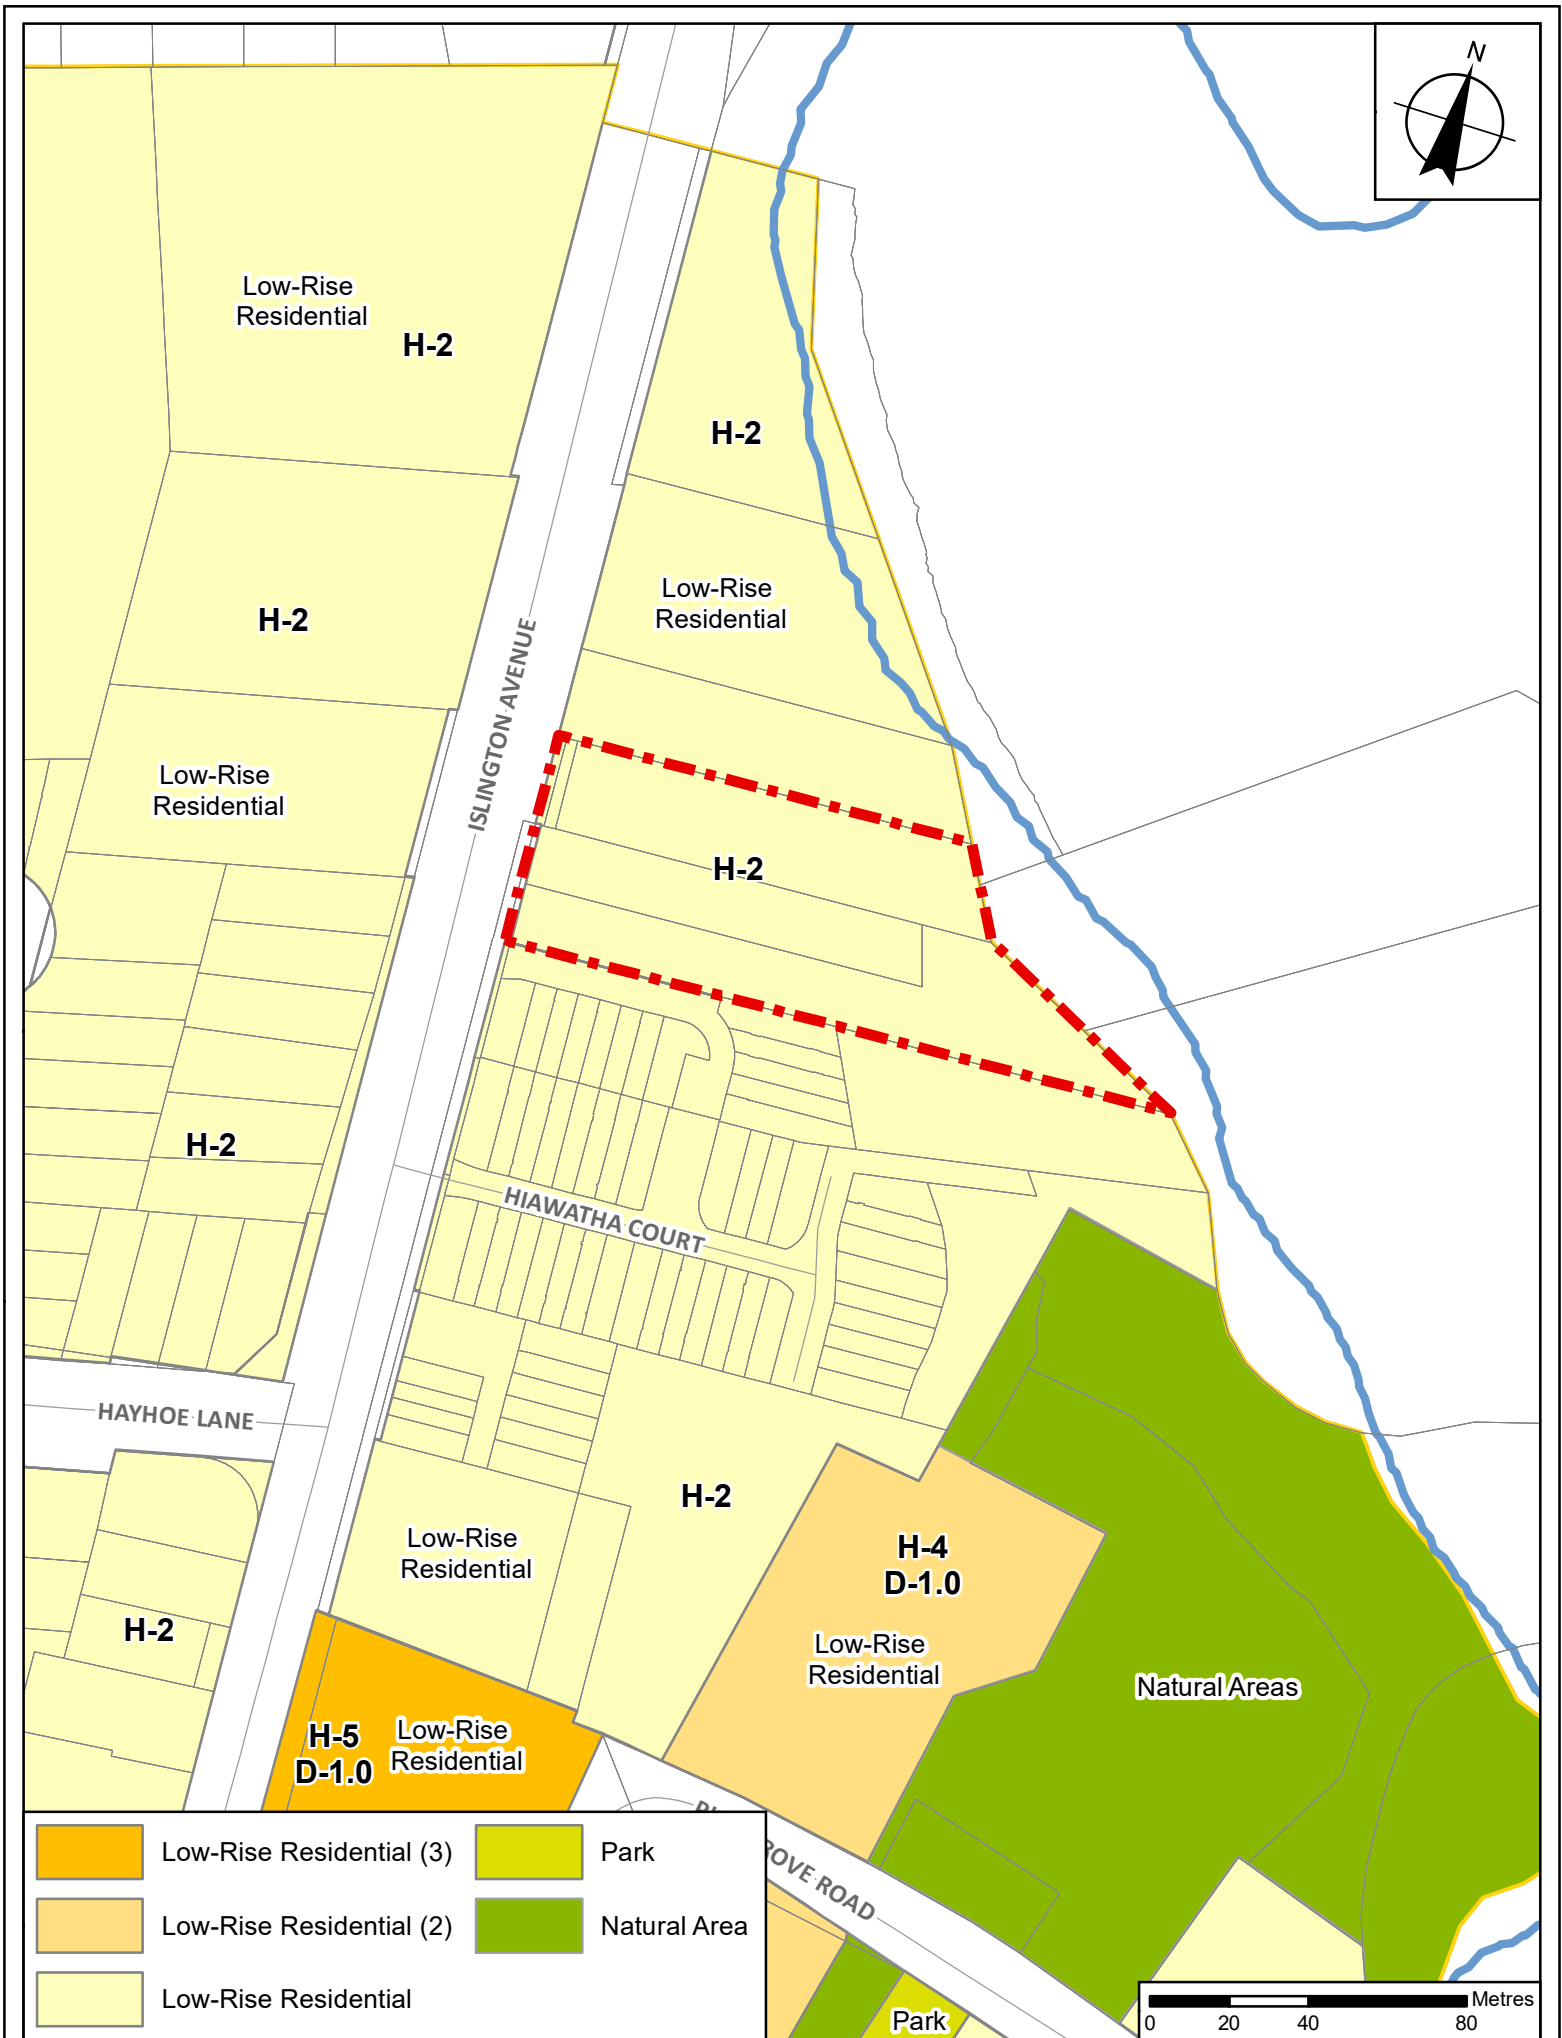 N
Low-Rise
Residential
H-2
H-2
Low-Rise
Residential
H-2
ISLINGTON AVENUE
Low-Rise
Residential
H-2
H-2
HIAWATHA COURT
HAYHOE LANE
H-2
Low-Rise
Residential
H-4
D-1.0
Low-Rise
Residential
H-2
Natural Areas
H-5
D-1.0
Low-Rise
Residential
ROVE ROAD
Low-Rise Residential (3)
Park
Low-Rise Residential (2)
Natural Area
Low-Rise Residential
Park
Metres
0 20 40 80